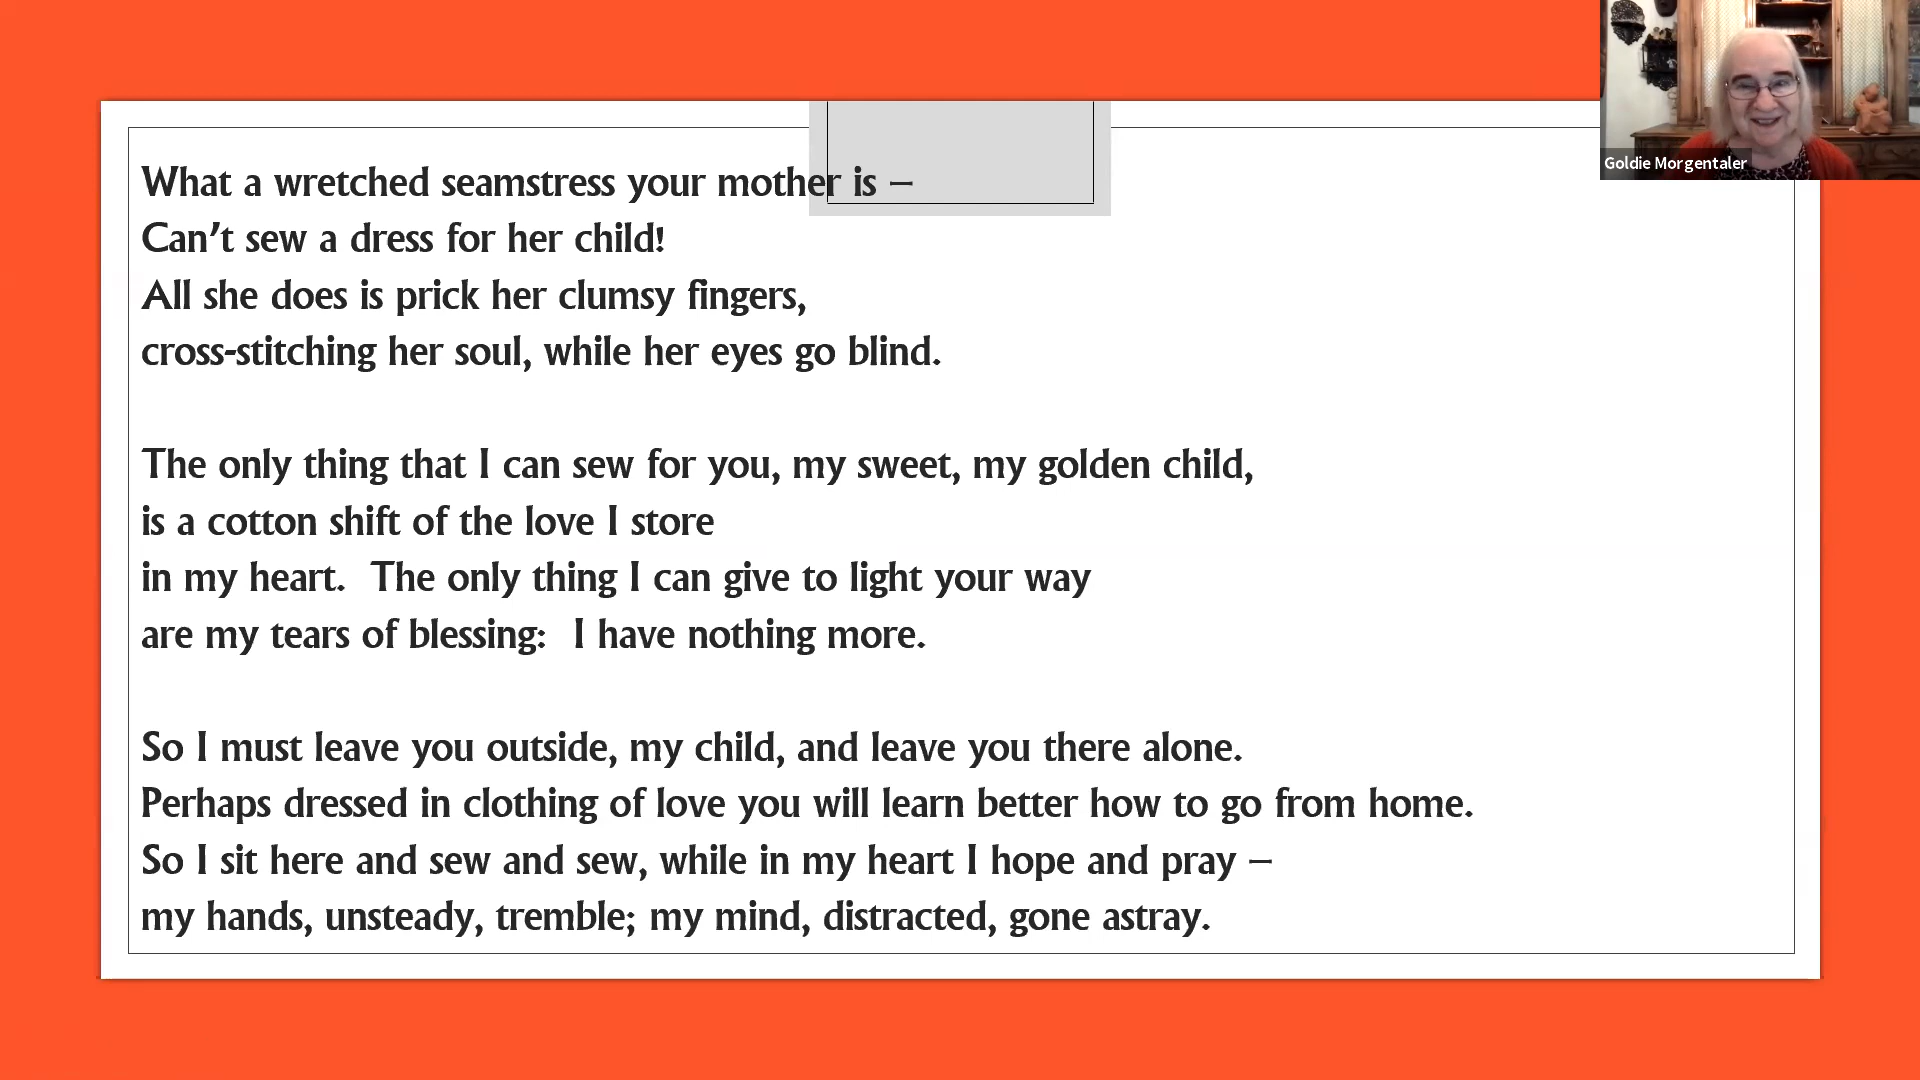 What a wretched seamstress your mother is –
Can’t sew a dress for her child!
All she does is prick her clumsy fingers,
cross-stitching her soul, while her eyes go blind.
The only thing that I can sew for you, my sweet, my golden child,
is a cotton shift of the love I store
in my heart.  The only thing I can give to light your way
are my tears of blessing:  I have nothing more.
So I must leave you outside, my child, and leave you there alone.
Perhaps dressed in clothing of love you will learn better how to go from home.
So I sit here and sew and sew, while in my heart I hope and pray –
my hands, unsteady, tremble; my mind, distracted, gone astray.
Goldie Morgentaler